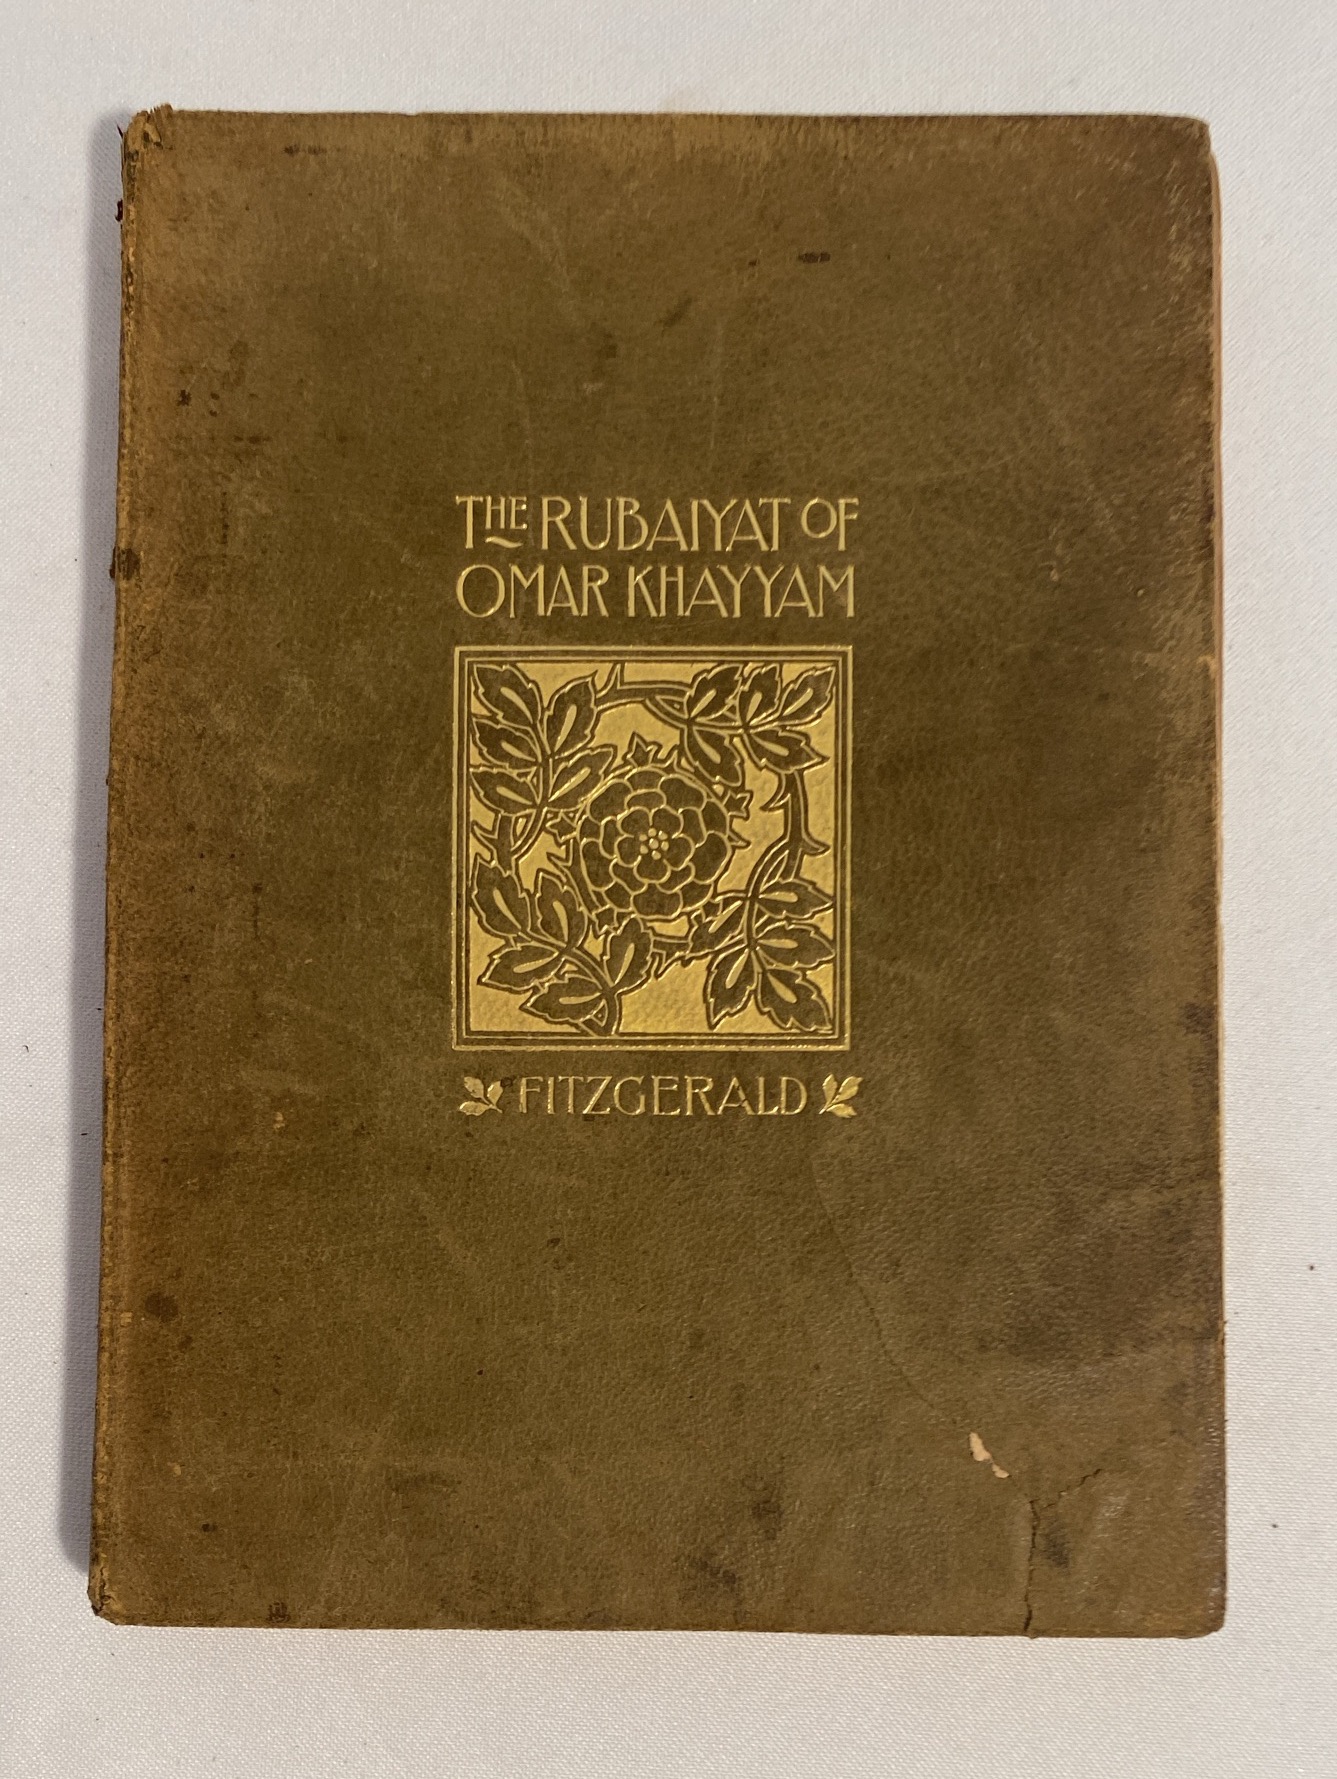 THE RUBAIYAT OF
OMAR KHAYYAM
FITZGERALD